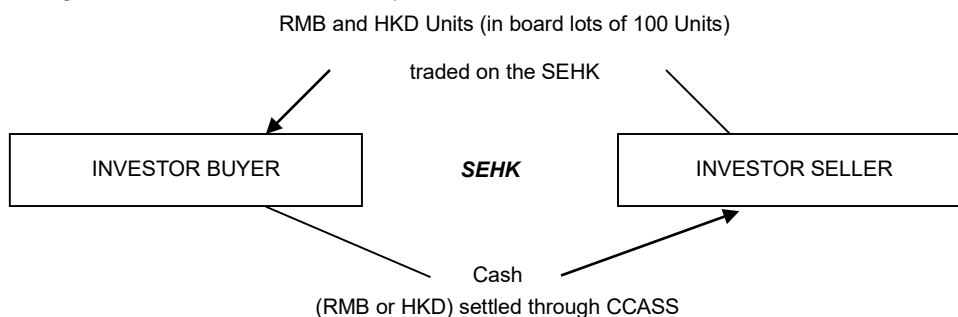 RMB and HKD Units (in board lots of 100 Units)
traded on the SEHK
INVESTOR BUYER
SEHK
INVESTOR SELLER
Cash
(RMB or HKD) settled through CCASS